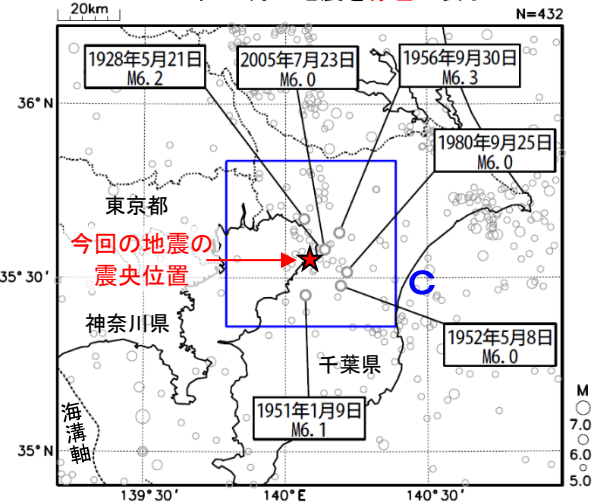 20km
N=432
1928年5月21日
M6.2
2005年7月23日
M6.0
1956年9月30日
M6.3
36°N
1980年9月25日
M6.0
東京都
今回の地震の
震央位置
35°30'
C
神奈川県
1952年5月8日
M6.0
千葉県
1951年1月9日
M6.1
海溝軸
M
7.0
6.0
5.0
35°N
139°30'
140°E
140°30'